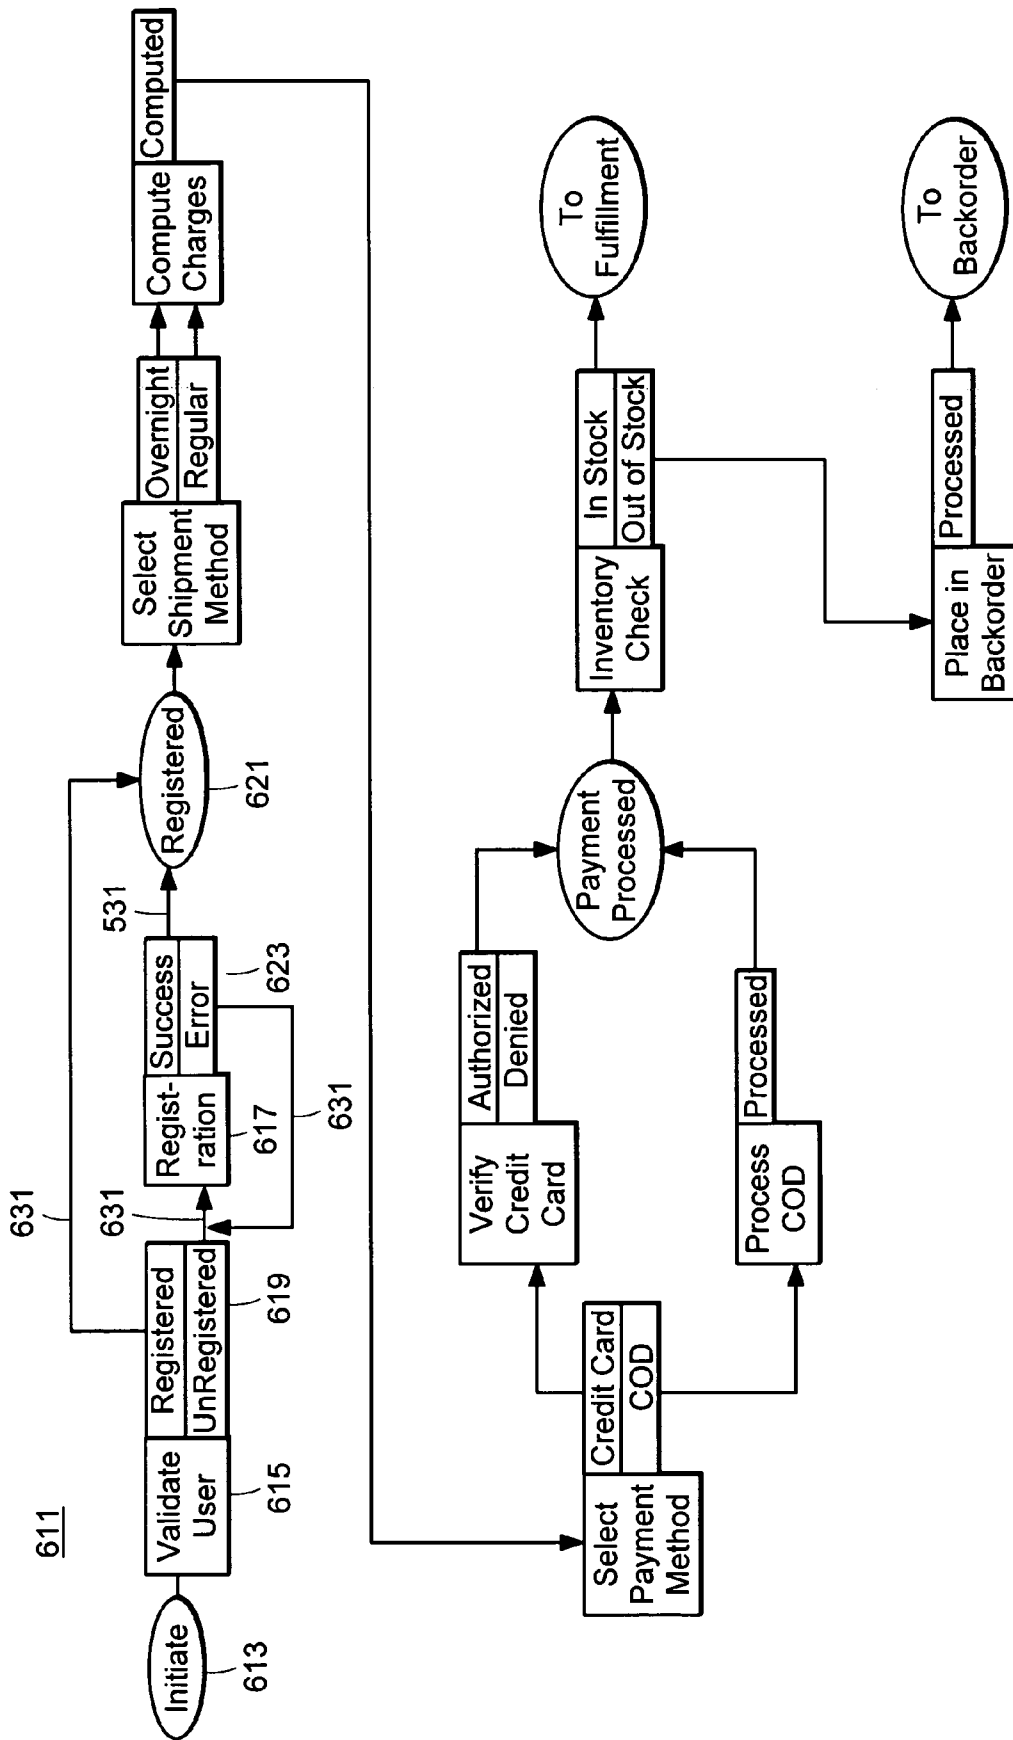 611
631
531
631
Initiate
613
Validate
User
615
Registered
UnRegistered
619
Regist-
ration
617
Success
Error
623
631
Registered
621
Select
Shipment
Method
Overnight
Regular
Compute
Charges
Computed
Select
Payment
Method
Credit Card
COD
Verify
Credit
Card
Authorized
Denied
Process
COD
Processed
Payment
Processed
Inventory
Check
In Stock
Out of Stock
To
Fulfillment
Place in
Backorder
Processed
To
Backorder